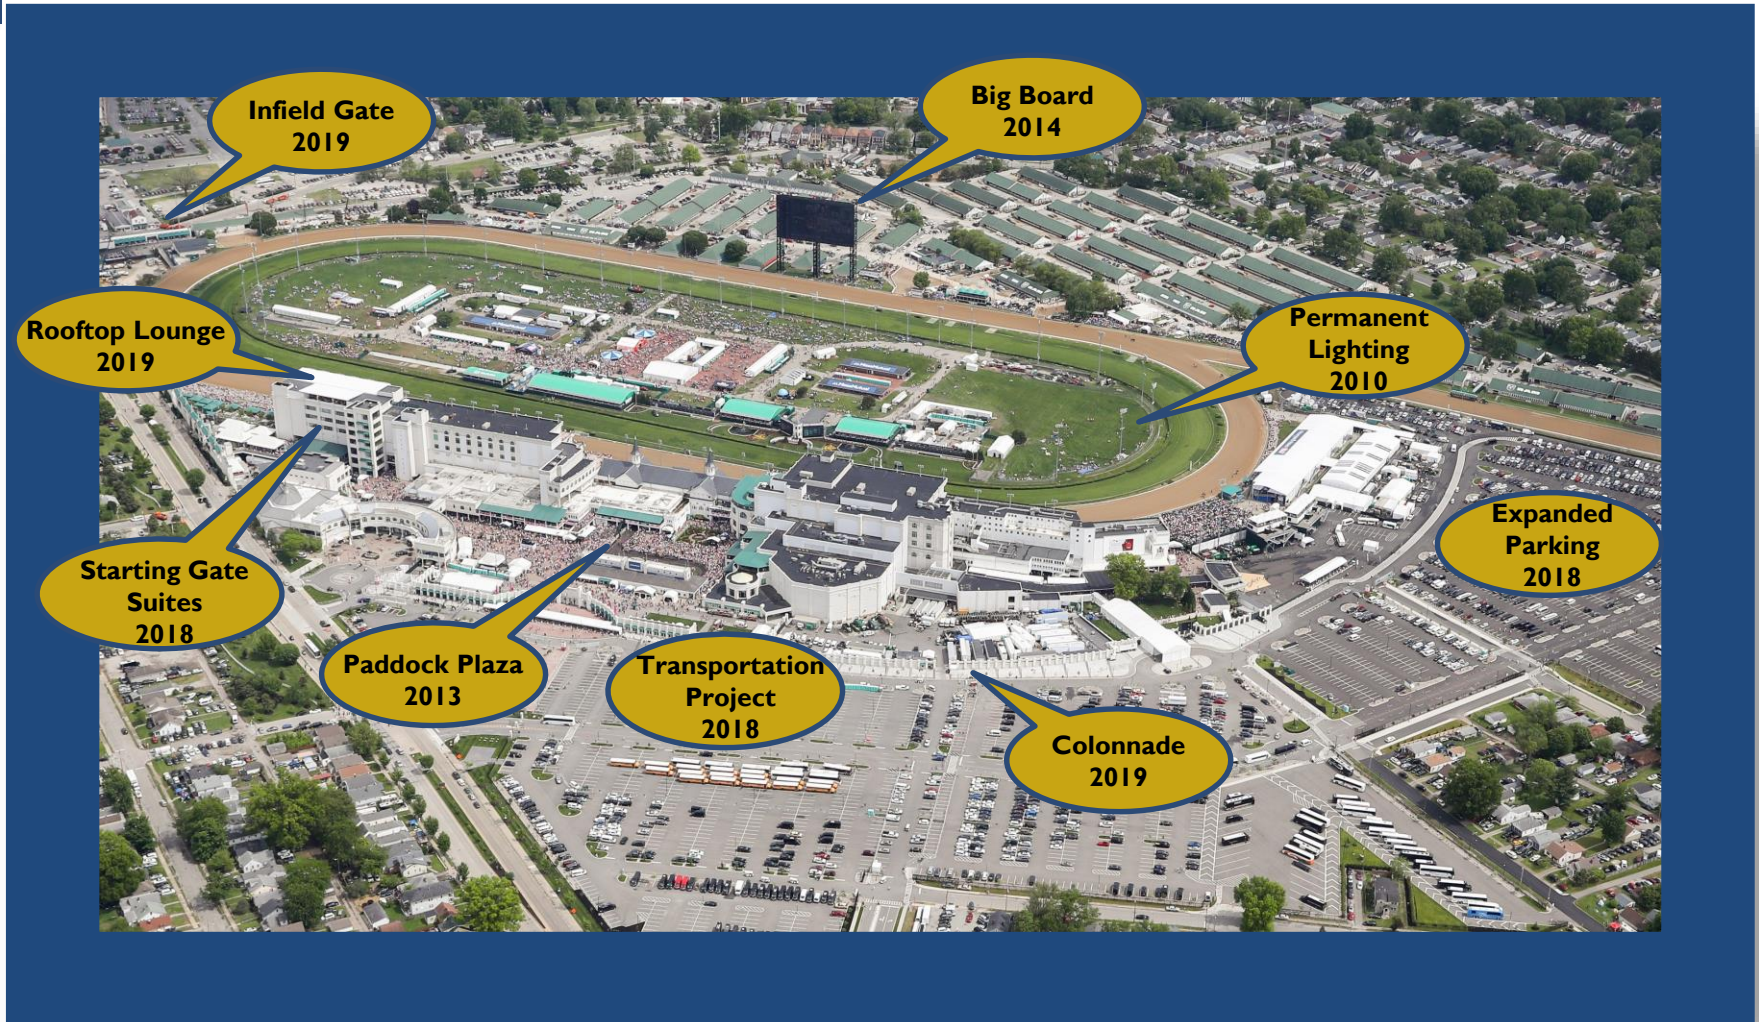 Infield Gate
2019
Big Board
2014
Rooftop Lounge
2019
Permanent
Lighting
2010
Starting Gate
Suites
2018
Expanded
Parking
2018
Paddock Plaza
2013
Transportation
Project
2018
Colonnade
2019